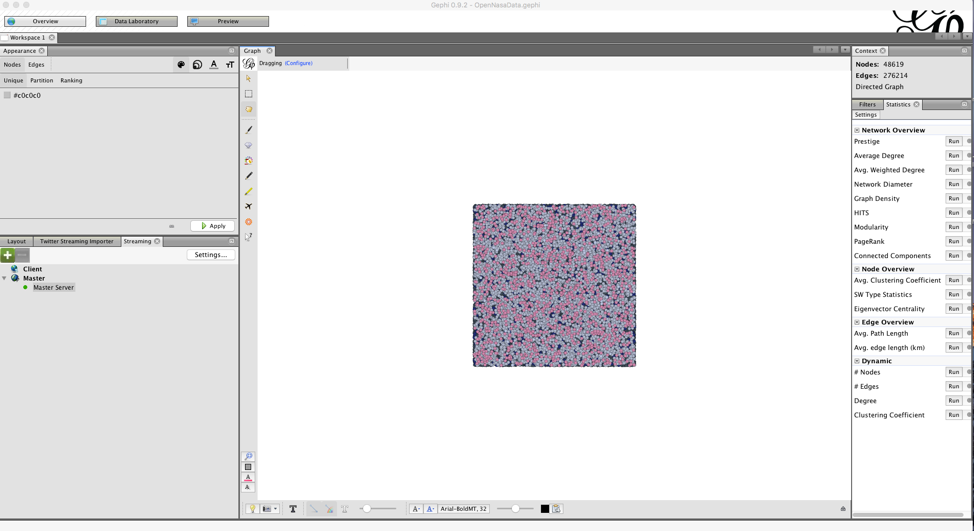 Gephi 0.9.2 - OpenNasaData.gephi
Overview
Data Laboratory
Preview
Workspace 1
Appearance
Nodes Edges
Unique Partition Ranking
#c0c0c0
Apply
Layout Twitter Streaming Importer Streaming
Settings...
Client
Master
Master Server
Graph
Dragging (Configure)
T
A- A- Arial-BoldMT, 32
Context
Nodes: 48619
Edges: 276214
Directed Graph
Filters Statistics
Settings
Network Overview
Prestige Run
Average Degree Run
Avg. Weighted Degree Run
Network Diameter Run
Graph Density Run
HITS Run
Modularity Run
PageRank Run
Connected Components Run
Node Overview
Avg. Clustering Coefficient Run
SW Type Statistics Run
Eigenvector Centrality Run
Edge Overview
Avg. Path Length Run
Avg. edge length (km) Run
Dynamic
# Nodes Run
# Edges Run
Degree Run
Clustering Coefficient Run